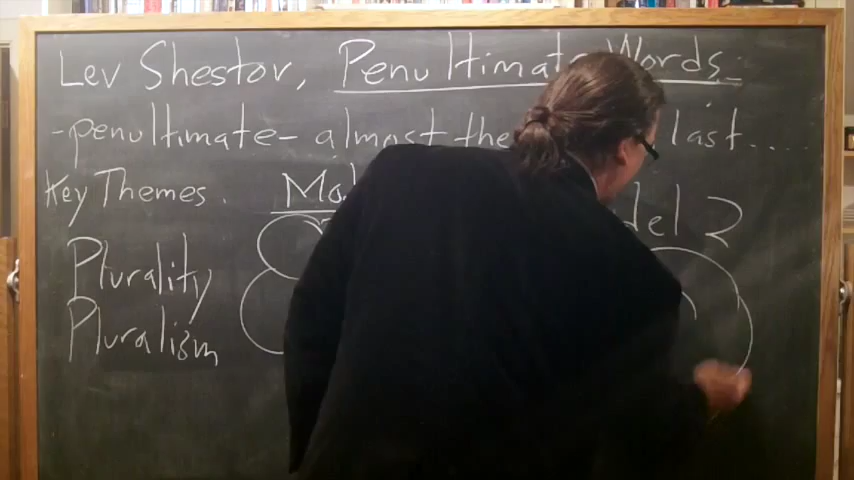 Lev Shestov, Penultimate Words
-penultimate- almost the last....
Key Themes. Mo del 2
Plurality
Pluralism